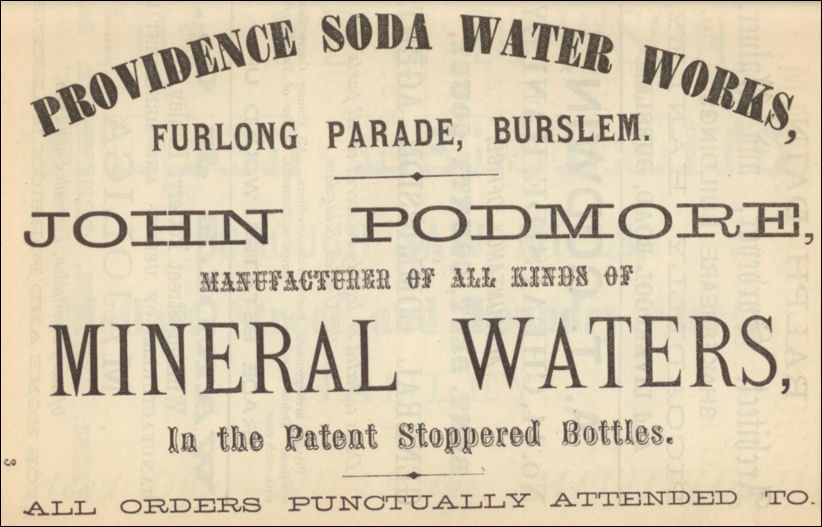 PROVIDENCE SODA WATER WORKS,
FURLONG PARADE, BURSLEM.
JOHN PODMORE,
MANUFACTURER OF ALL KINDS OF
MINERAL WATERS,
In the Patent Stoppered Bottles.
3
ALL ORDERS PUNCTUALLY ATTENDED TO.